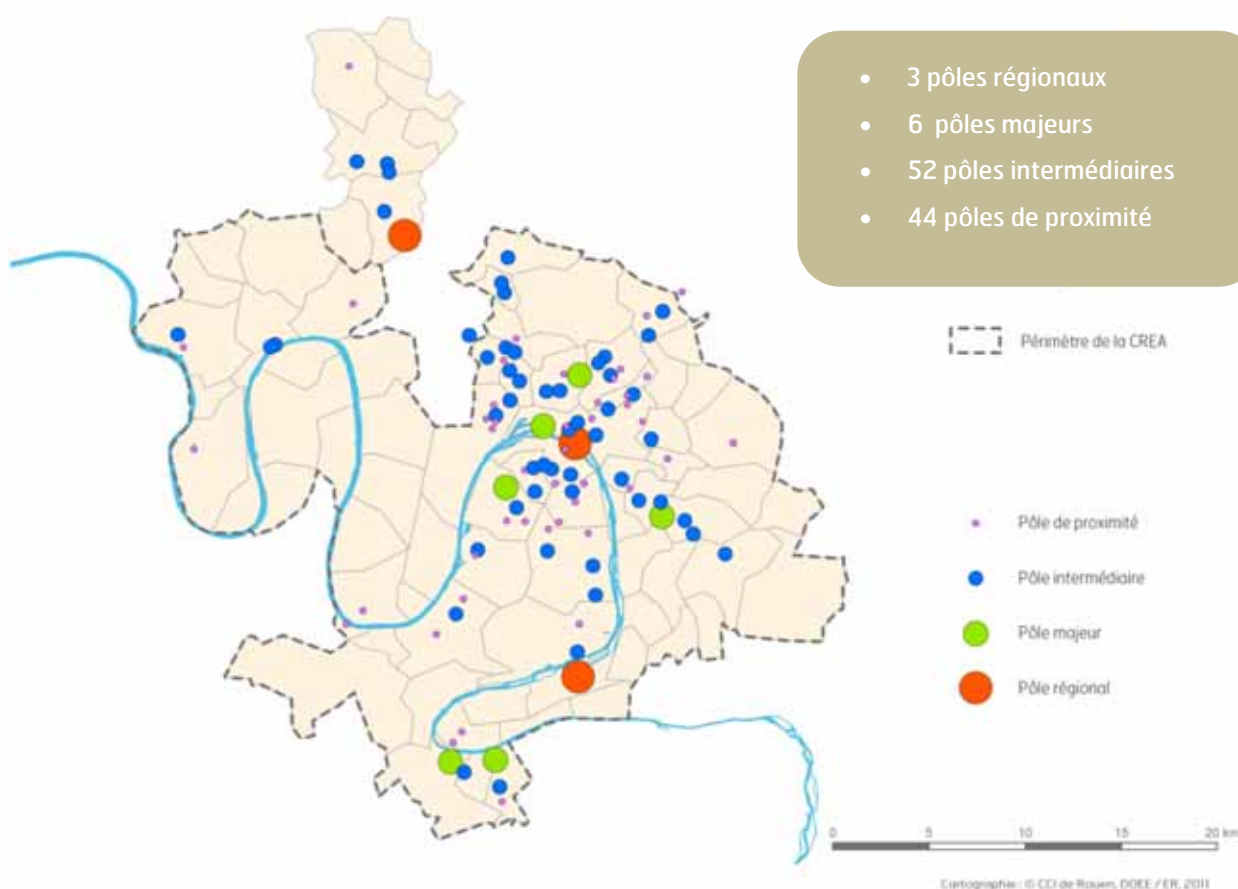 • 3 pôles régionaux
• 6 pôles majeurs
• 52 pôles intermédiaires
• 44 pôles de proximité
Périmètre de la CREA
Pôle de proximité
Pôle intermédiaire
Pôle majeur
Pôle régional
0 5 10 15 20 km
Cartographie : © CCI de Rouen, DDEE / ER, 2011